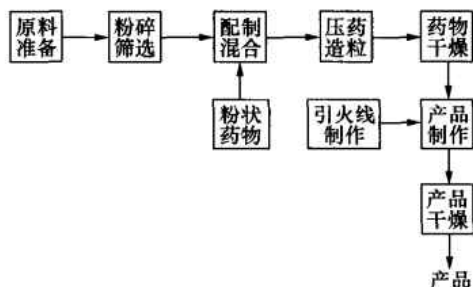 原料
准备
粉碎
筛选
配制
混合
压药
造粒
药物
干燥
粉状
药物
引火线
制作
产品
制作
产品
干燥
产品